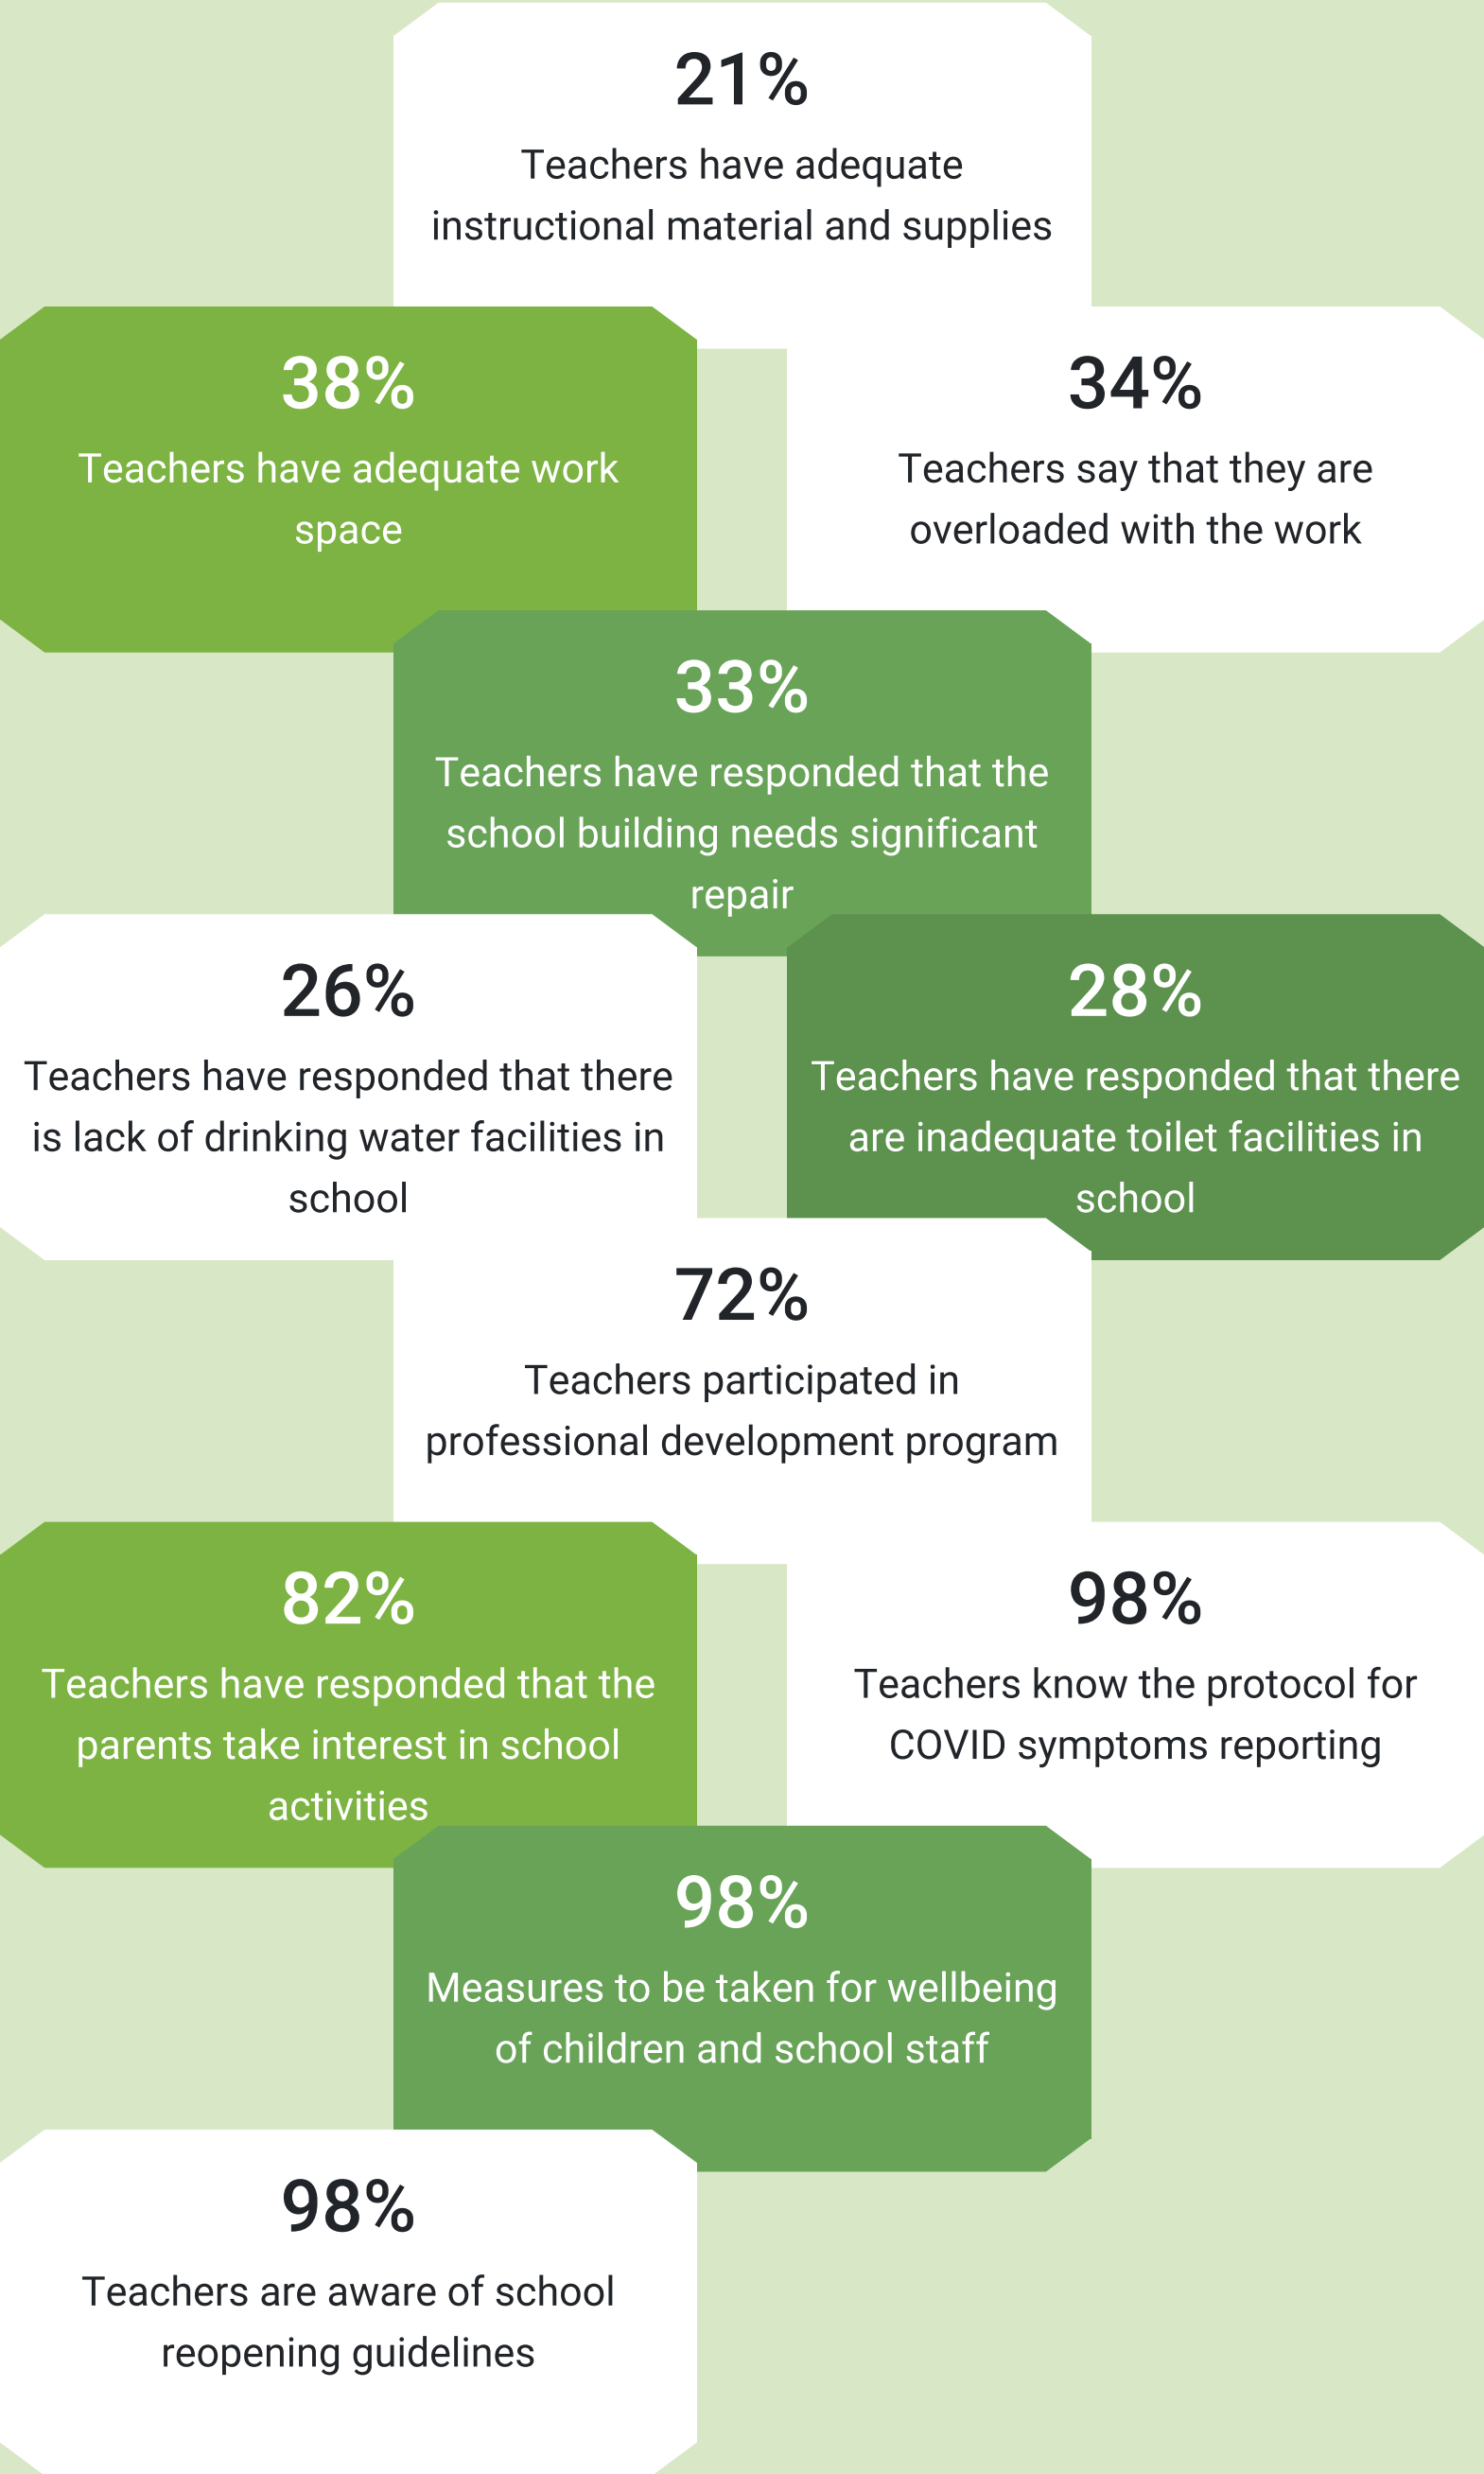 21%
Teachers have adequate
instructional material and supplies
38%
Teachers have adequate work
space
34%
Teachers say that they are
overloaded with the work
33%
Teachers have responded that the
school building needs significant
repair
26%
Teachers have responded that there
is lack of drinking water facilities in
school
28%
Teachers have responded that there
are inadequate toilet facilities in
school
72%
Teachers participated in
professional development program
82%
Teachers have responded that the
parents take interest in school
activities
98%
Teachers know the protocol for
COVID symptoms reporting
98%
Measures to be taken for wellbeing
of children and school staff
98%
Teachers are aware of school
reopening guidelines